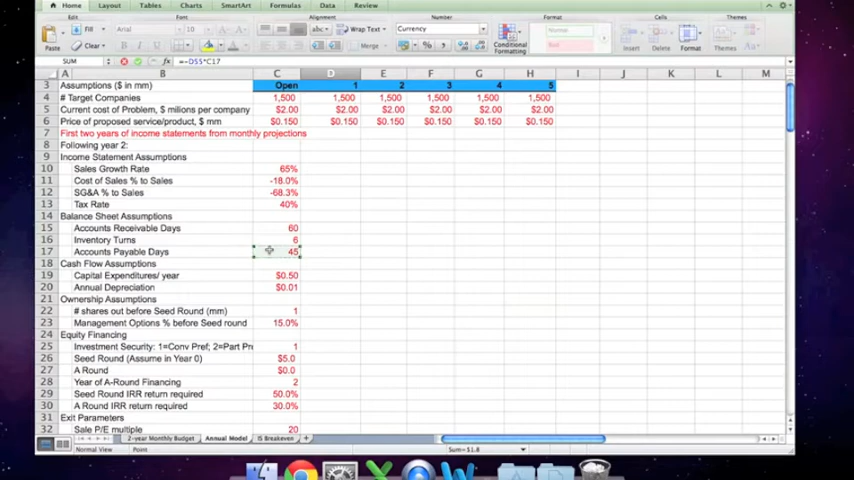 Home Layout Tables Charts SmartArt Formulas Data Review
Edit Font Alignment Number Format Cells Themes
Fill Arial 10 abc Wrap Text Currency Normal
Paste Clear B I U Merge % Conditional Formatting Bad Insert Delete Format Themes Aa
SUM =-D55*C17
A B C D E F G H I J K L M
3 Assumptions ($ in mm) Open 1 2 3 4 5
4 # Target Companies 1,500 1,500 1,500 1,500 1,500 1,500
5 Current cost of Problem, $ milions per company $2.00 $2.00 $2.00 $2.00 $2.00 $2.00
6 Price of proposed service/product, $ mm $0.150 $0.150 $0.150 $0.150 $0.150 $0.150
7 First two years of income statements from monthly projections
8 Following year 2:
9 Income Statement Assumptions
10 Sales Growth Rate 65%
11 Cost of Sales % to Sales -18.0%
12 SG&A % to Sales -68.3%
13 Tax Rate 40%
14 Balance Sheet Assumptions
15 Accounts Receivable Days 60
16 Inventory Turns 6
17 Accounts Payable Days 45
18 Cash Flow Assumptions
19 Capital Expenditures/ year $0.50
20 Annual Depreciation $0.01
21 Ownership Assumptions
22 # shares out before Seed Round (mm) 1
23 Management Options % before Seed round 15.0%
24 Equity Financing
25 Investment Security: 1=Conv Pref; 2=Part Pr 1
26 Seed Round (Assume in Year 0) $5.0
27 A Round $0.0
28 Year of A-Round Financing 2
29 Seed Round IRR return required 50.0%
30 A Round IRR return required 30.0%
31 Exit Parameters
32 Sale P/E multiple 20
2-year Monthly Budget Annual Model IS Breakeven +
Normal View Point Sum=$1.8